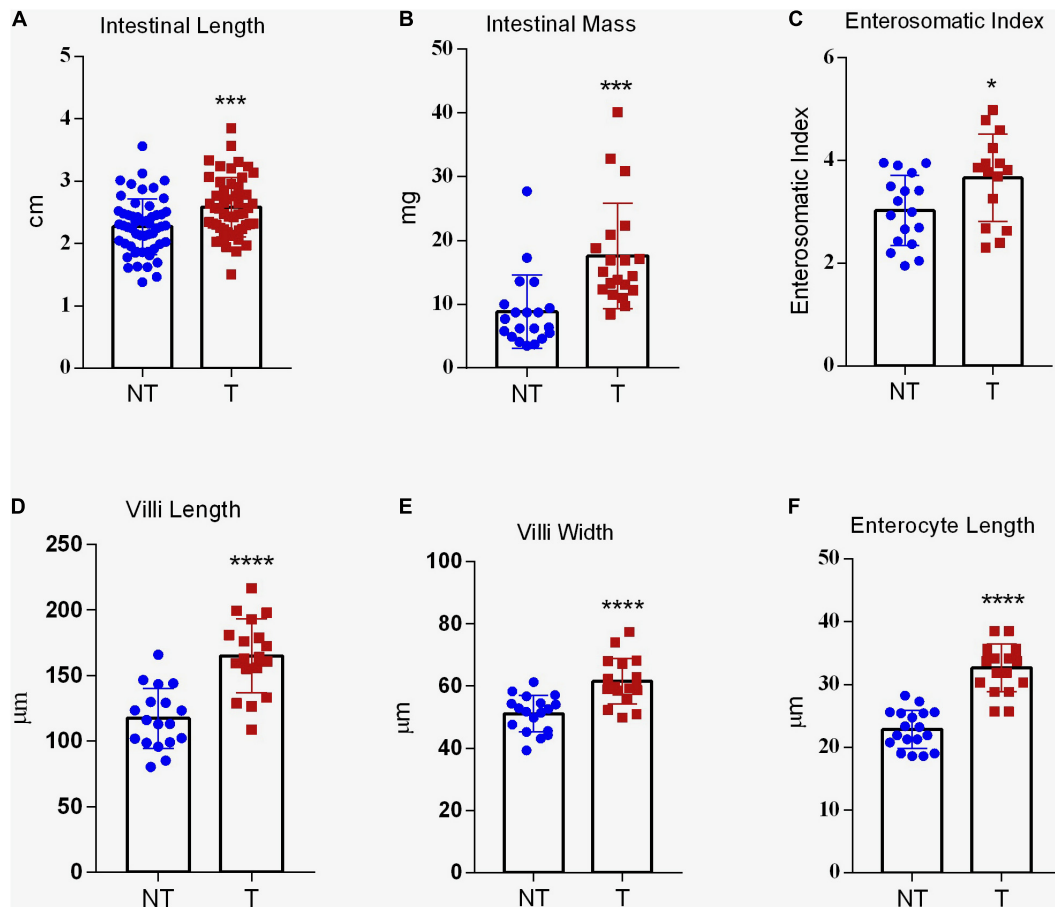 A
Intestinal Length
cm
5
4
3
2
1
0
***
NT
T
B
Intestinal Mass
mg
50
40
30
20
10
0
***
NT
T
C
Enterosomatic Index
Enterosomatic Index
6
4
2
0
*
NT
T
D
Villi Length
μm
250
200
150
100
50
0
****
NT
T
E
Villi Width
μm
100
80
60
40
20
0
****
NT
T
F
Enterocyte Length
μm
50
40
30
20
10
0
****
NT
T